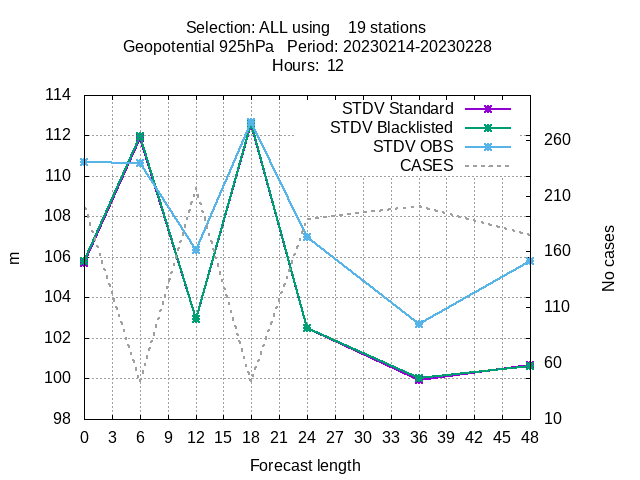 Selection: ALL using    19 stations
Geopotential 925hPa   Period: 20230214-20230228
Hours: 12
STDV Standard
STDV Blacklisted
STDV OBS
CASES
114
112
110
108
106
104
102
100
98
m
260
210
160
110
60
10
No cases
0 3 6 9 12 15 18 21 24 27 30 33 36 39 42 45 48
Forecast length